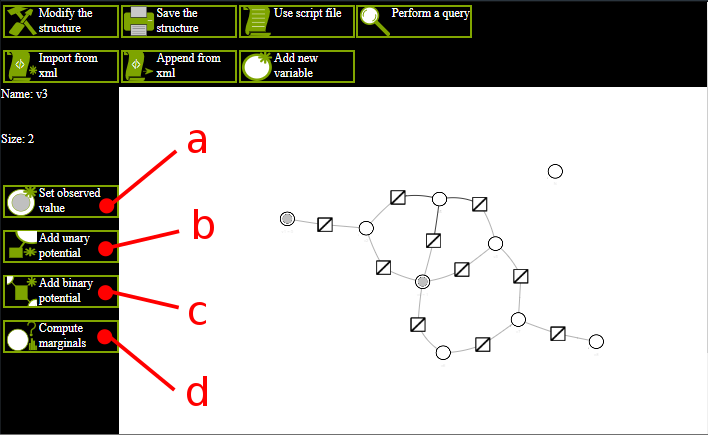 Modify the
structure
Save the
structure
Use script file
Perform a query
Import from
xml
Append from
xml
Add new
variable
Name: v3
Size: 2
Set observed
value
Add unary
potential
Add binary
potential
Compute
marginals
a
b
c
d